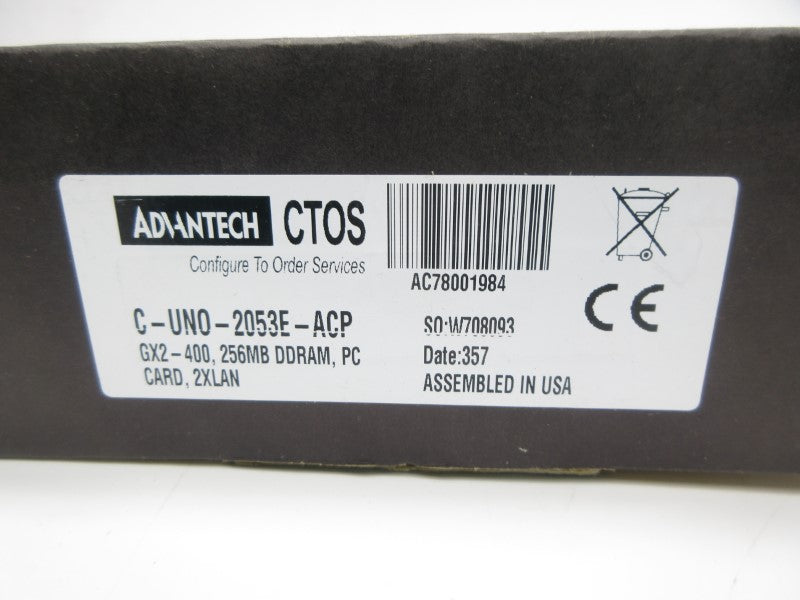 ADVANTECH CTOS
Configure To Order Services
AC78001984
C-UNO-2053E-ACP
GX2-400, 256MB DDRAM, PC
CARD, 2XLAN
SO:W708093
Date:357
ASSEMBLED IN USA
CE